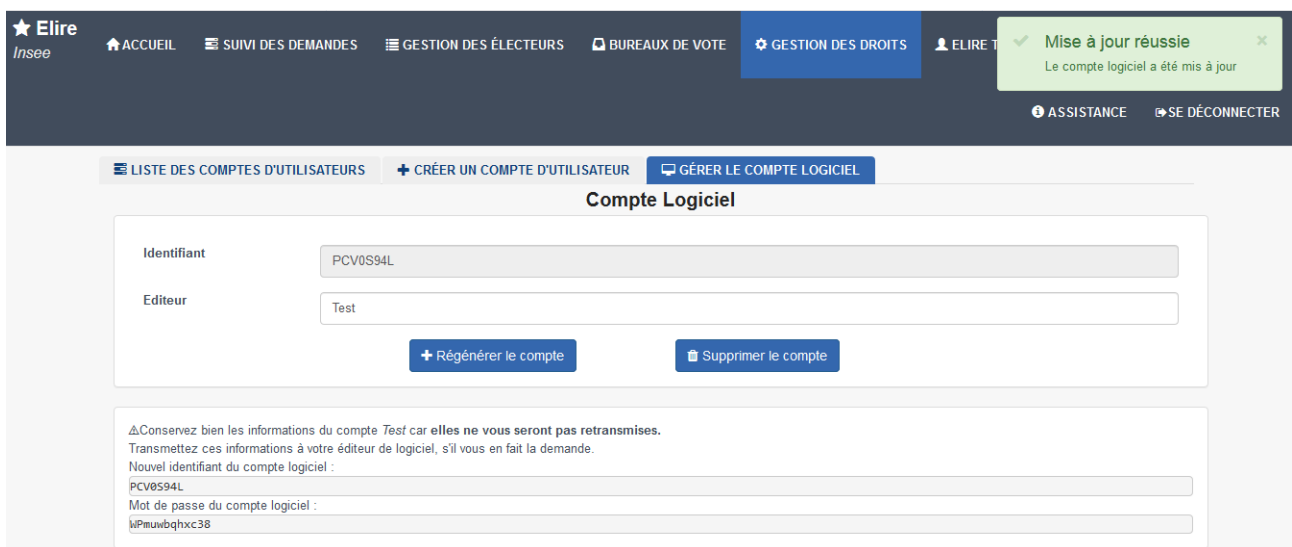 Elire
Insee
ACCUEIL
SUIVI DES DEMANDES
GESTION DES ÉLECTEURS
BUREAUX DE VOTE
GESTION DES DROITS
ELIRE T
Mise à jour réussie
Le compte logiciel a été mis à jour
ASSISTANCE
SE DÉCONNECTER
LISTE DES COMPTES D'UTILISATEURS
CRÉER UN COMPTE D'UTILISATEUR
GÉRER LE COMPTE LOGICIEL
Compte Logiciel
Identifiant
PCV0S94L
Editeur
Test
Régénérer le compte
Supprimer le compte
⚠Conservez bien les informations du compte Test car elles ne vous seront pas retransmises.
Transmettez ces informations à votre éditeur de logiciel, s'il vous en fait la demande.
Nouvel identifiant du compte logiciel :
PCV0S94L
Mot de passe du compte logiciel :
WPmuwbqhxc38